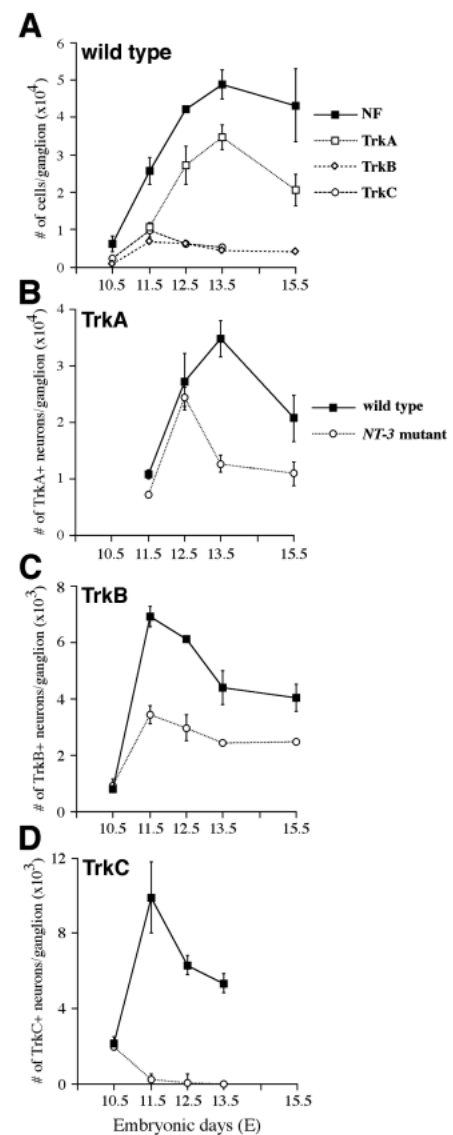 A
wild type
# of cells/ganglion (x10⁴)
6
5
4
3
2
1
0
10.5 11.5 12.5 13.5 15.5
NF
TrkA
TrkB
TrkC
B
TrkA
# of TrkA+ neurons/ganglion (x10⁴)
4
3
2
1
0
10.5 11.5 12.5 13.5 15.5
wild type
NT-3 mutant
C
TrkB
# of TrkB+ neurons/ganglion (x10³)
8
6
4
2
0
10.5 11.5 12.5 13.5 15.5
D
TrkC
# of TrkC+ neurons/ganglion (x10³)
12
8
4
0
10.5 11.5 12.5 13.5 15.5
Embryonic days (E)